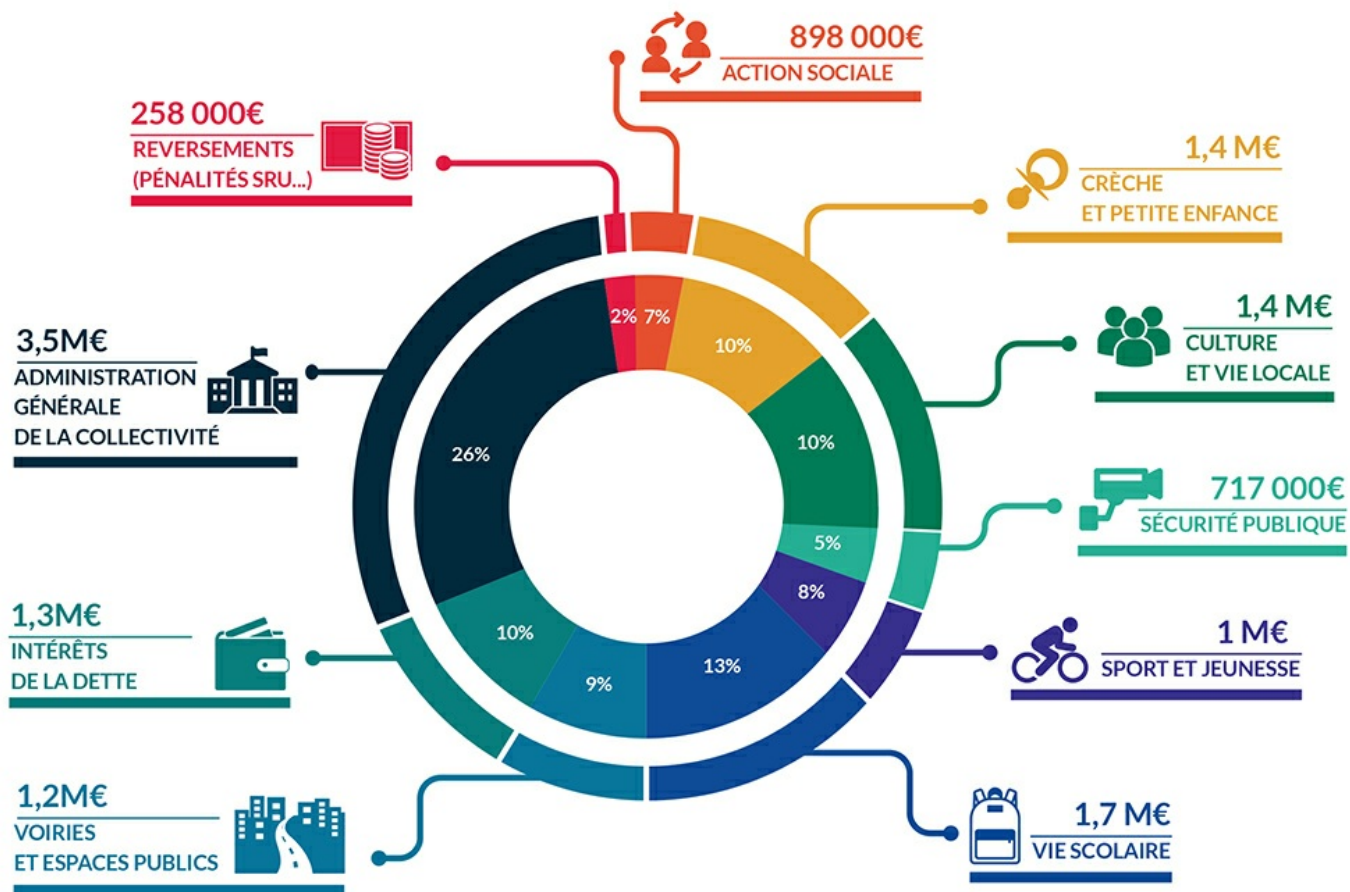 898 000€
ACTION SOCIALE
258 000€
REVERSEMENTS
(PÉNALITÉS SRU...)
1,4 M€
CRÈCHE
ET PETITE ENFANCE
1,4 M€
CULTURE
ET VIE LOCALE
3,5M€
ADMINISTRATION
GÉNÉRALE
DE LA COLLECTIVITÉ
717 000€
SÉCURITÉ PUBLIQUE
1,3M€
INTÉRÊTS
DE LA DETTE
1 M€
SPORT ET JEUNESSE
1,2M€
VOIRIES
ET ESPACES PUBLICS
1,7 M€
VIE SCOLAIRE
2%
7%
10%
10%
5%
8%
13%
9%
10%
26%